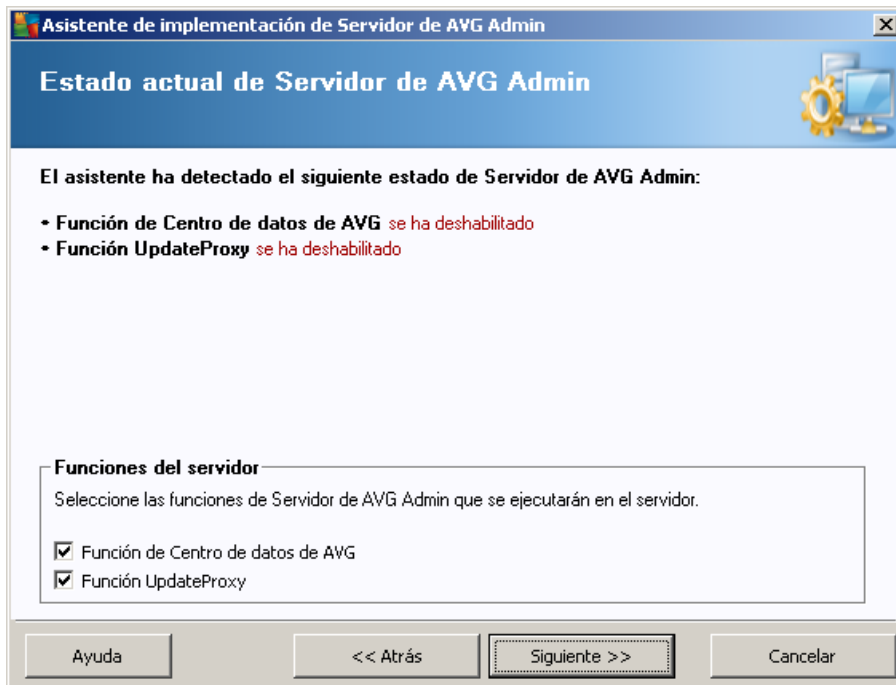 Asistente de implementación de Servidor de AVG Admin
Estado actual de Servidor de AVG Admin
El asistente ha detectado el siguiente estado de Servidor de AVG Admin:
• Función de Centro de datos de AVG se ha deshabilitado
• Función UpdateProxy se ha deshabilitado
Funciones del servidor
Seleccione las funciones de Servidor de AVG Admin que se ejecutarán en el servidor.
Función de Centro de datos de AVG
Función UpdateProxy
Ayuda << Atrás Siguiente >> Cancelar